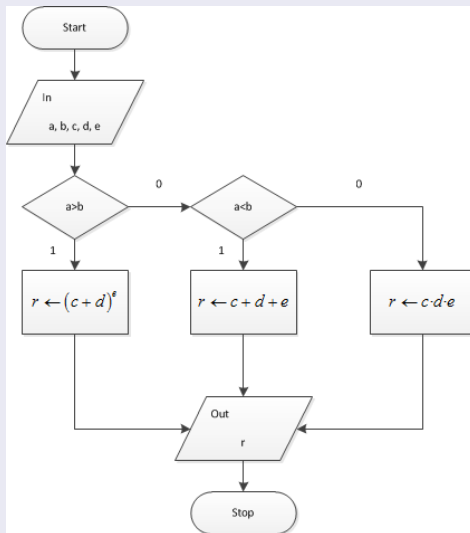 Start
In
a, b, c, d, e
a>b
0
a<b
0
1
1
r ← (c + d)^e
r ← c + d + e
r ← c·d·e
Out
r
Stop